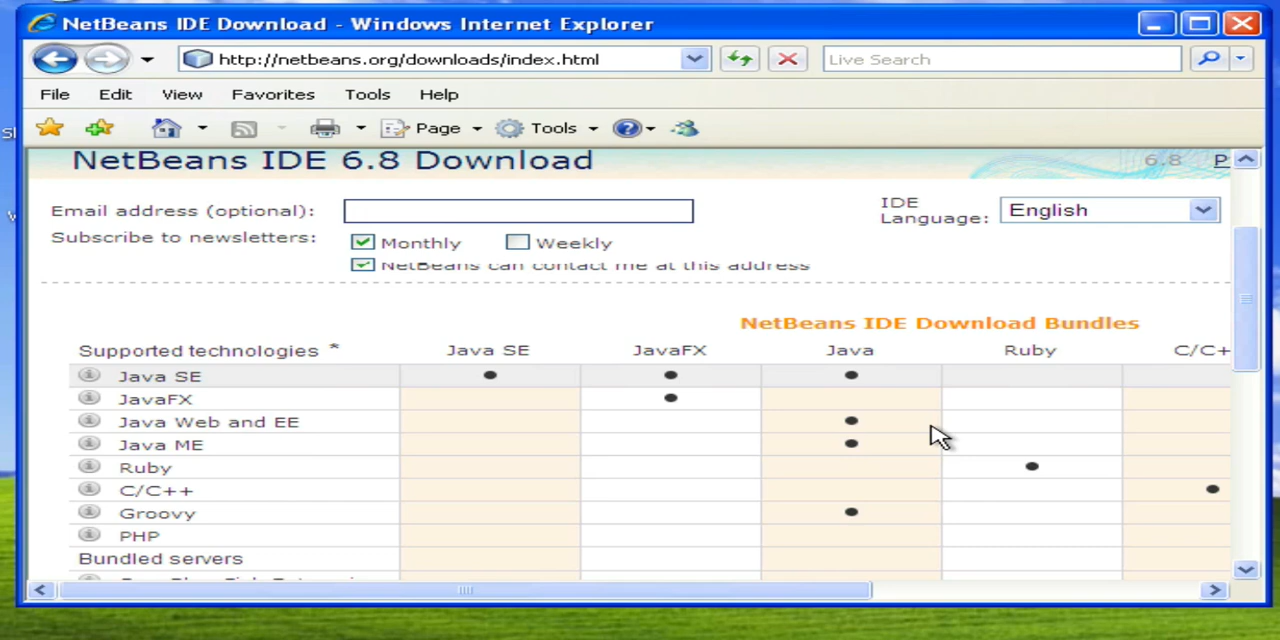 NetBeans IDE Download - Windows Internet Explorer
http://netbeans.org/downloads/index.html
Live Search
File Edit View Favorites Tools Help
Page Tools
NetBeans IDE 6.8 Download
6.8
Email address (optional):
IDE
Language: English
Subscribe to newsletters:
Monthly Weekly
NetBeans can contact me at this address
NetBeans IDE Download Bundles
Supported technologies * Java SE JavaFX Java Ruby C/C+
Java SE
JavaFX
Java Web and EE
Java ME
Ruby
C/C++
Groovy
PHP
Bundled servers